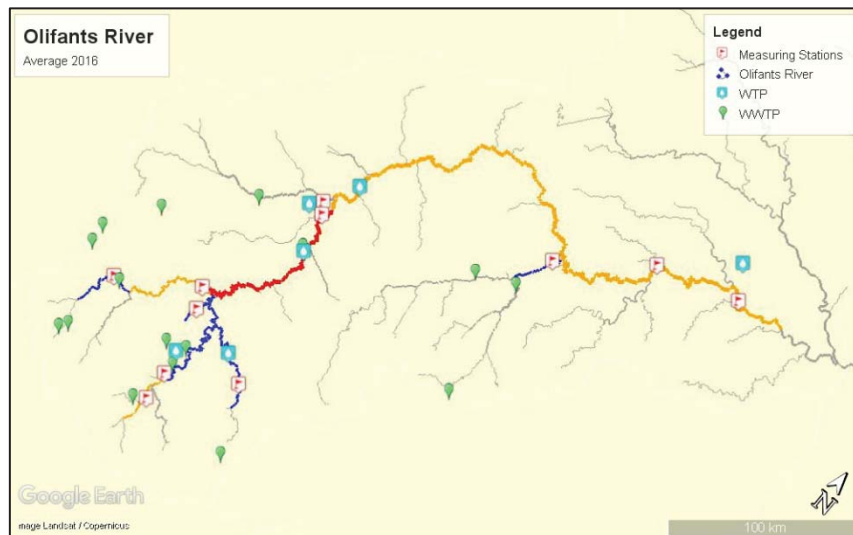 Olifants River
Average 2016
Legend
Measuring Stations
Olifants River
WTP
WWTP
Google Earth
mage Landsat / Copernicus
N
100 km